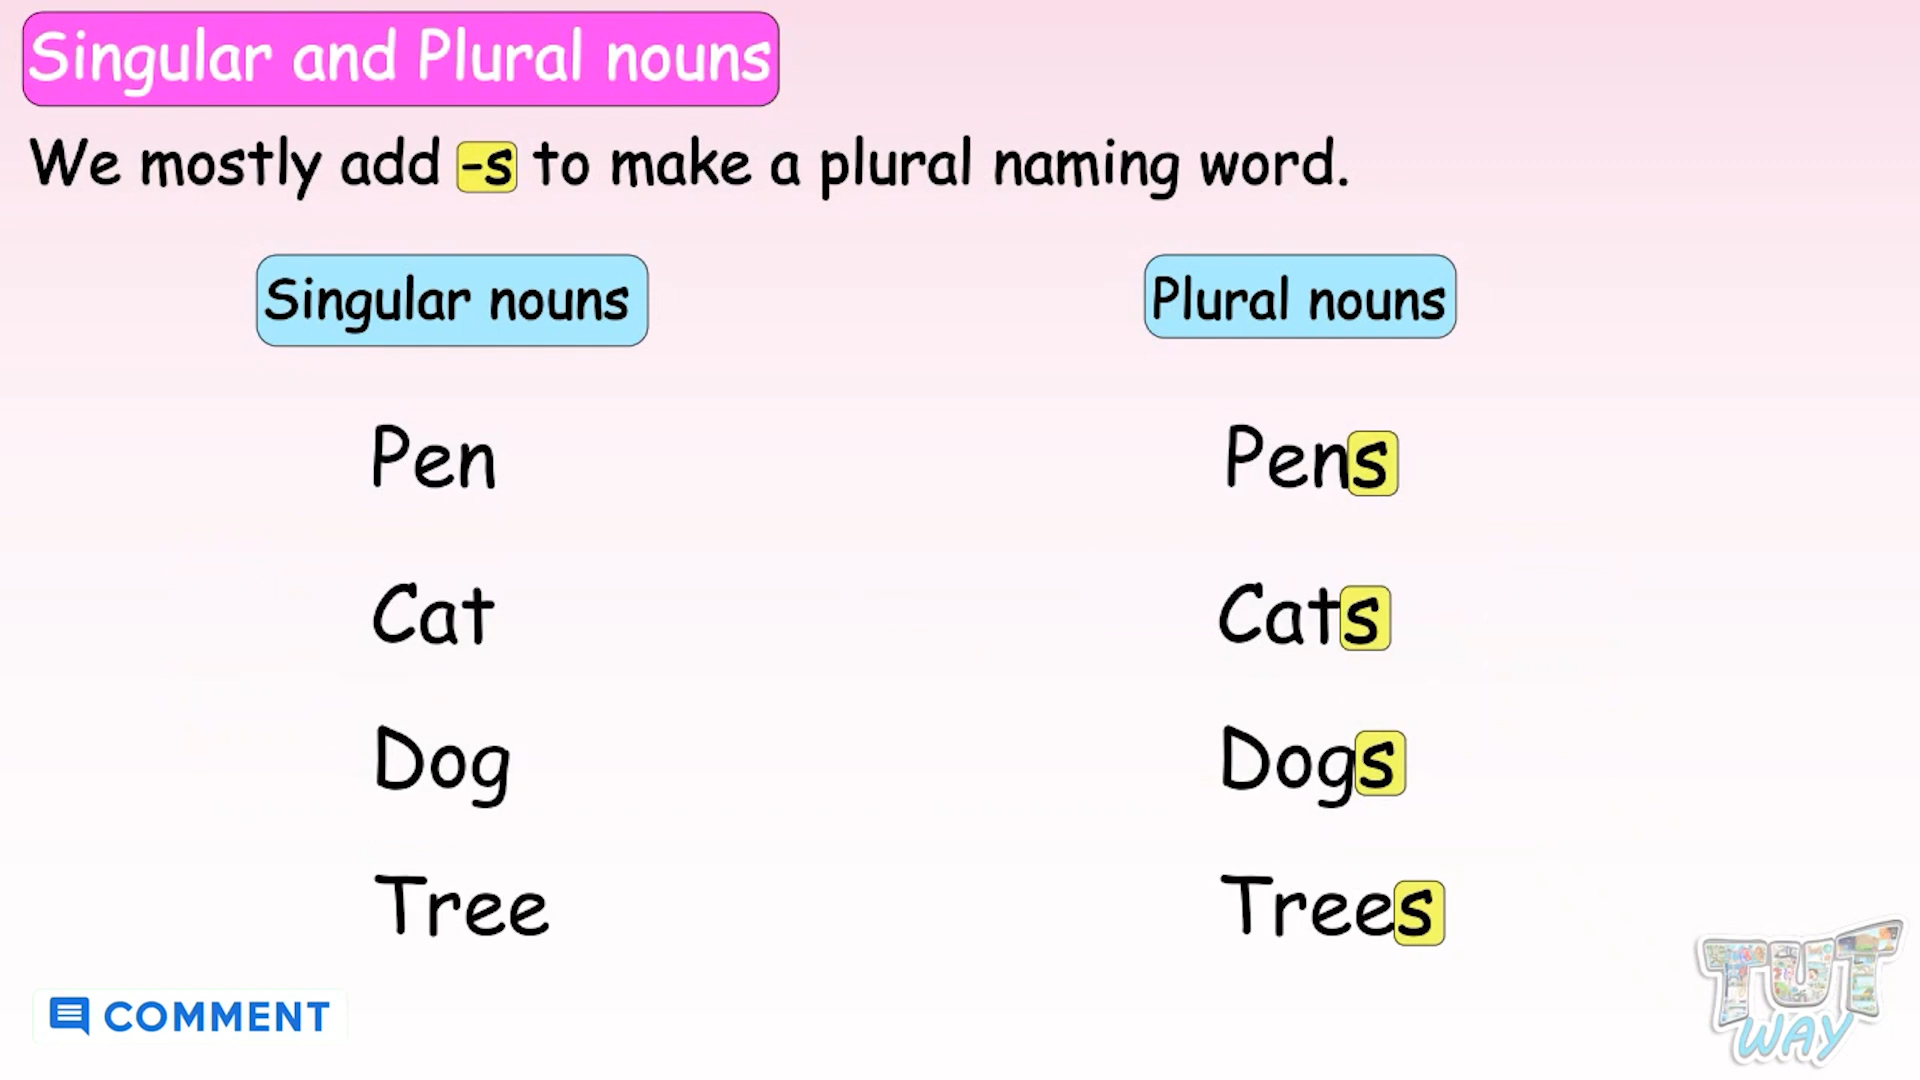 Singular and Plural nouns
We mostly add -s to make a plural naming word.
Singular nouns Plural nouns
Pen Pens
Cat Cats
Dog Dogs
Tree Trees
COMMENT
TUT
WAY